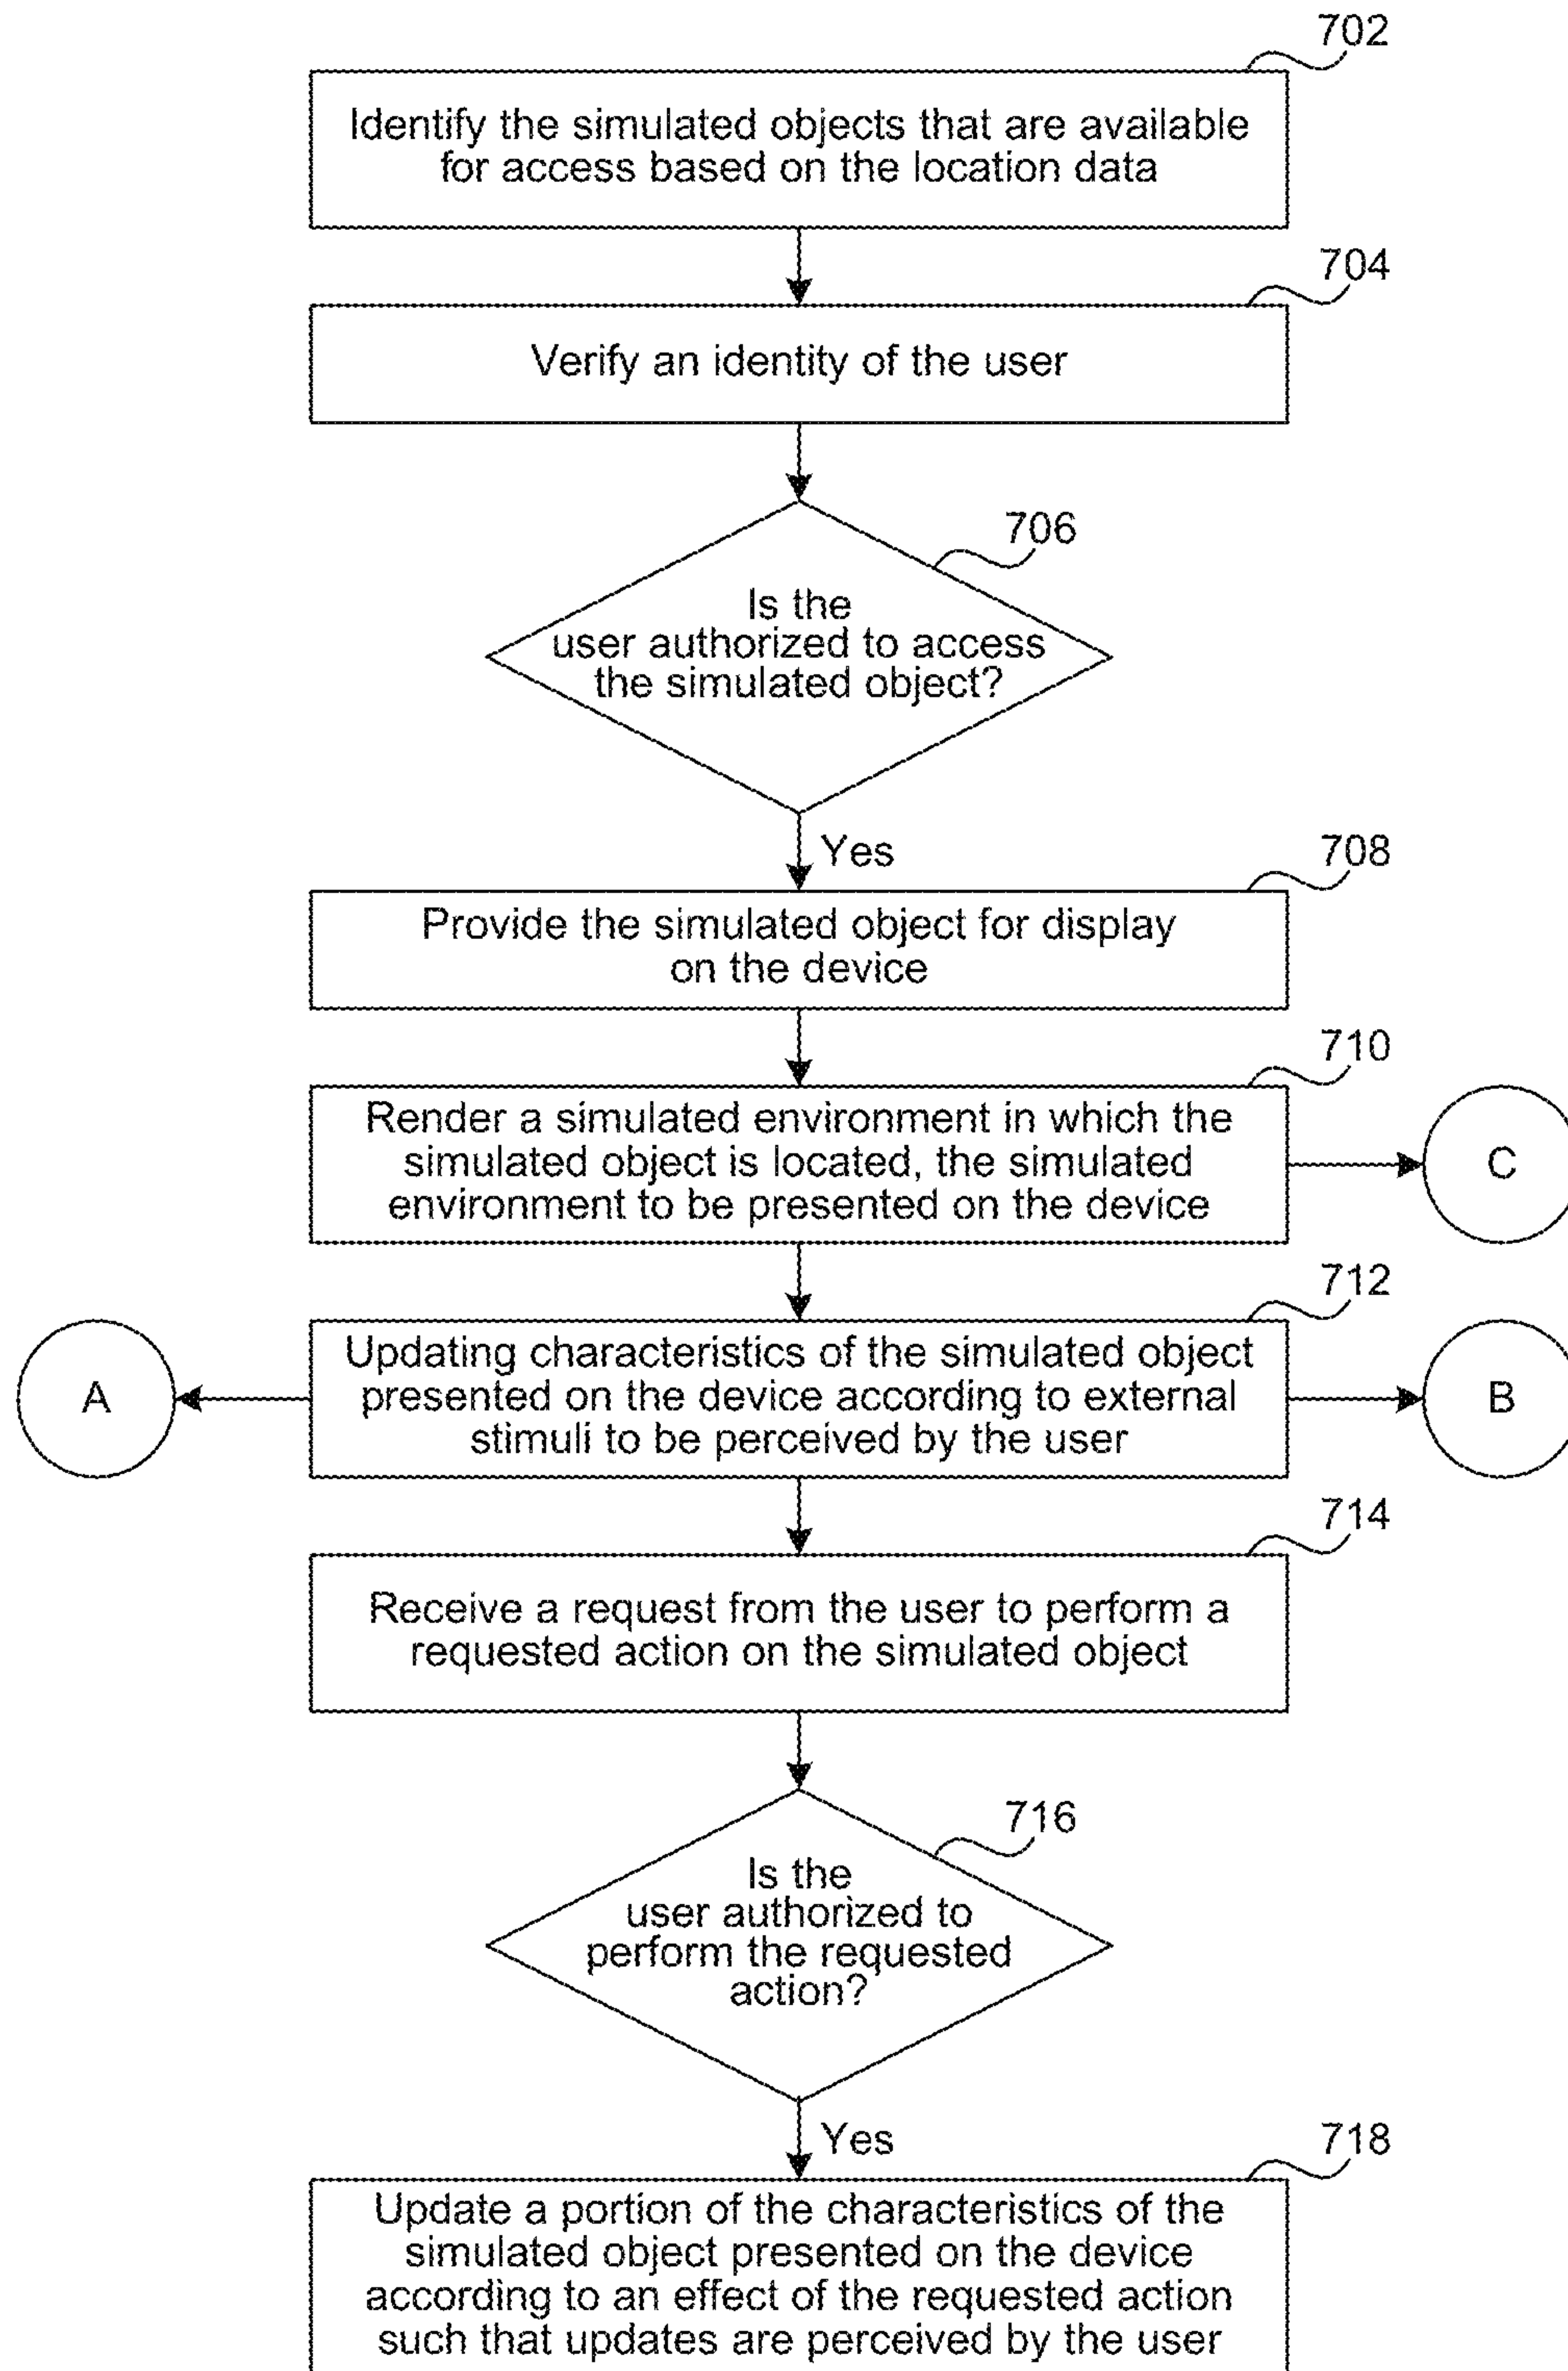 702
Identify the simulated objects that are available
for access based on the location data
704
Verify an identity of the user
706
Is the
user authorized to access
the simulated object?
Yes
708
Provide the simulated object for display
on the device
710
Render a simulated environment in which the
simulated object is located, the simulated
environment to be presented on the device
C
712
A
Updating characteristics of the simulated object
presented on the device according to external
stimuli to be perceived by the user
B
714
Receive a request from the user to perform a
requested action on the simulated object
716
Is the
user authorized to
perform the requested
action?
Yes
718
Update a portion of the characteristics of the
simulated object presented on the device
according to an effect of the requested action
such that updates are perceived by the user